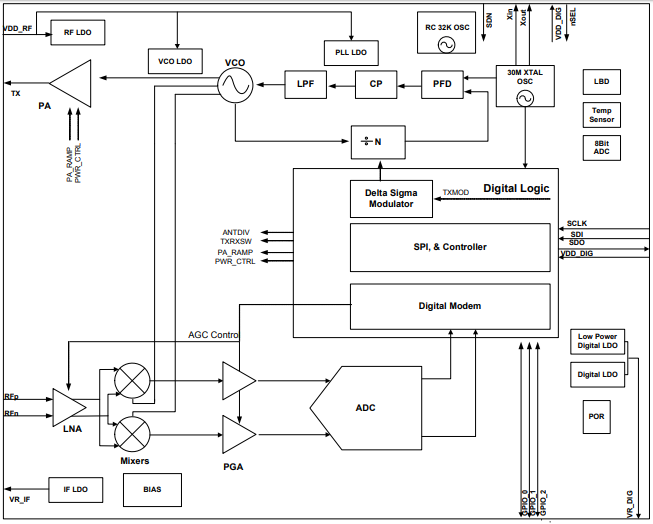 VDD_RF
RF LDO
VCO LDO
PLL LDO
RC 32K OSC
SDN
Xin
Xout
VDD_DIG
nSEL
TX
PA
VCO
LPF
CP
PFD
30M XTAL
OSC
LBD
Temp
Sensor
8Bit
ADC
PA_RAMP
PWR_CTRL
÷N
Delta Sigma
Modulator
TXMOD
Digital Logic
ANTDIV
TXRXSW
PA_RAMP
PWR_CTRL
SPI, & Controller
SCLK
SDI
SDO
VDD_DIG
Digital Modem
AGC Control
Low Power
Digital LDO
Digital LDO
RFp
RFn
LNA
Mixers
PGA
ADC
POR
VR_IF
IF LDO
BIAS
GPIO_0
GPIO_1
GPIO_2
VR_DIG